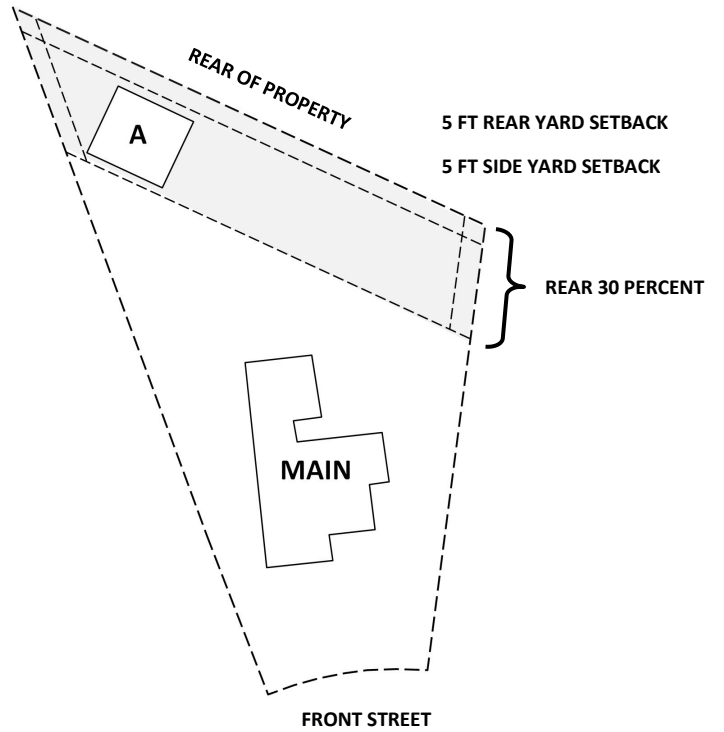 REAR OF PROPERTY
A
5 FT REAR YARD SETBACK
5 FT SIDE YARD SETBACK
REAR 30 PERCENT
MAIN
FRONT STREET